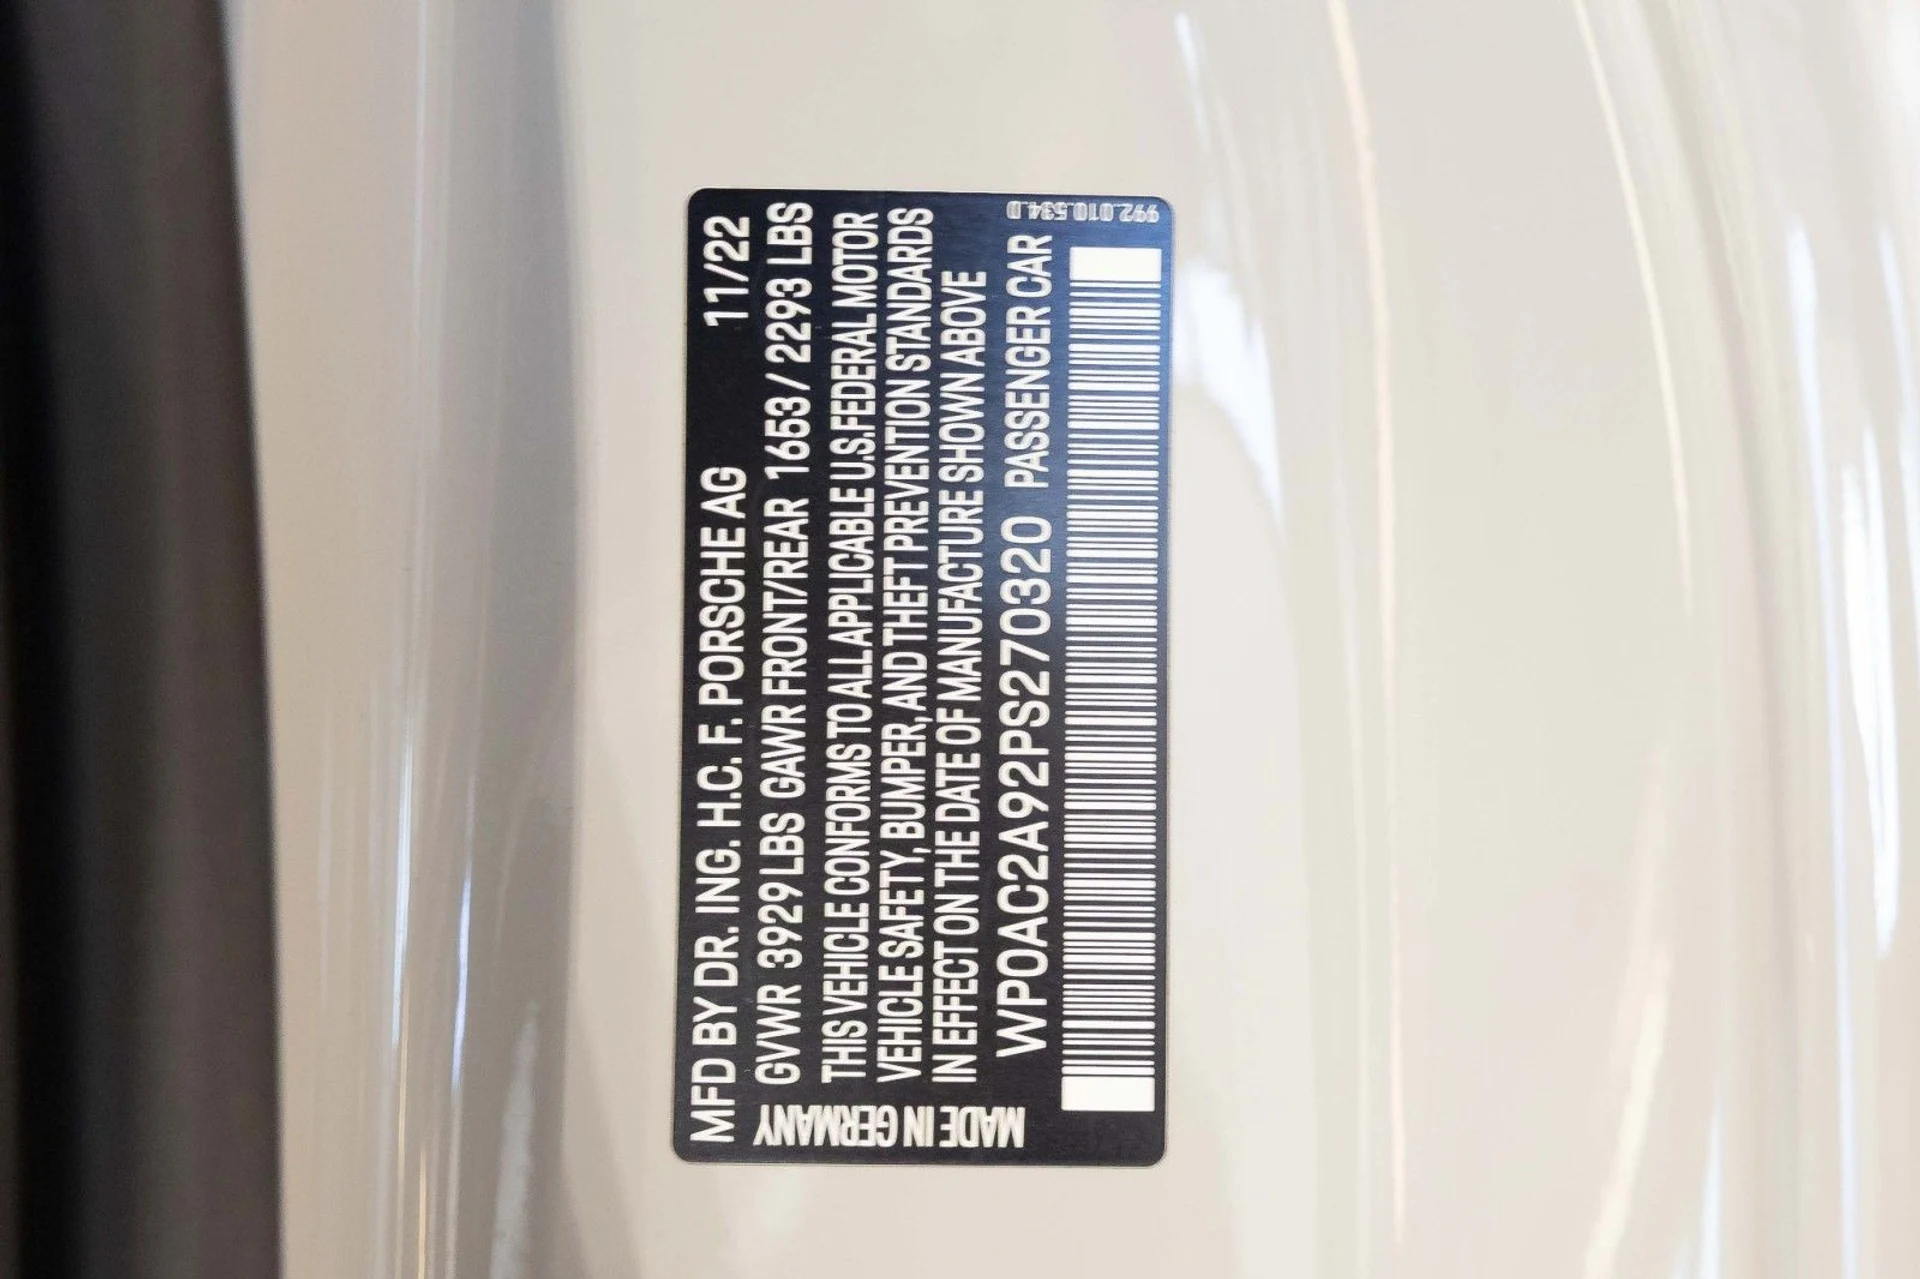 MFD BY DR. ING. H.C. F. PORSCHE AG 11/22
GVWR 3929 LBS GAWR FRONT/REAR 1653 / 2293 LBS
THIS VEHICLE CONFORMS TO ALL APPLICABLE U.S.FEDERAL MOTOR
VEHICLE SAFETY, BUMPER, AND THEFT PREVENTION STANDARDS
IN EFFECT ON THE DATE OF MANUFACTURE SHOWN ABOVE
WP0AC2A92PS270320 PASSENGER CAR
MADE IN GERMANY
992.010.534.D